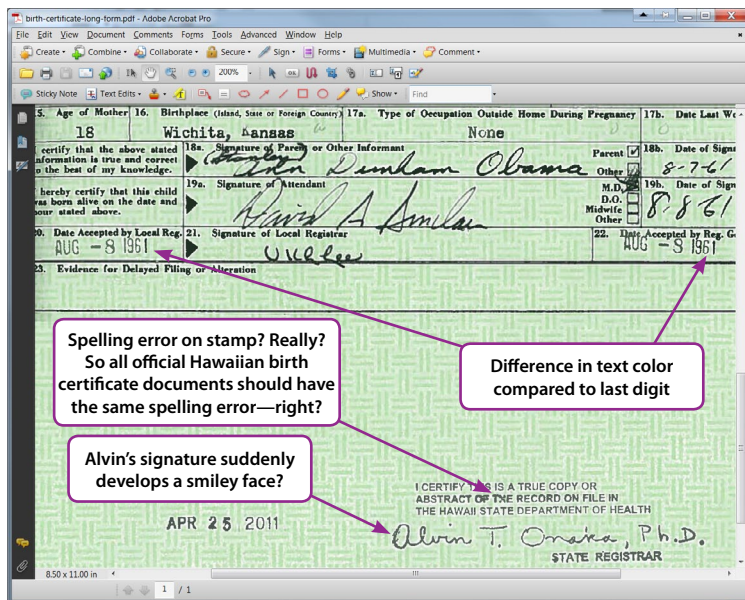 birth-certificate-long-form.pdf - Adobe Acrobat Pro
File Edit View Document Comments Forms Tools Advanced Window Help
Create Combine Collaborate Secure Sign Forms Multimedia Comment
200%
Sticky Note Text Edits Show Find
5. Age of Mother 16. Birthplace (Island, State or Foreign Country) 17a. Type of Occupation Outside Home During Pregnancy 17b. Date Last
18 Wichita, Kansas None
certify that the above stated 18a. Signature of Parent or Other Informant Parent 18b. Date of Sign
information is true and correct (Stanley) Ann Dunham Obama 8-7-61
o the best of my knowledge. Other
hereby certify that this child 19a. Signature of Attendant M.D. 19b. Date of Sign
was born alive on the date and David A Sinclair D.O. 8-8-61
hour stated above. Midwife
Other
20. Date Accepted by Local Reg. 21. Signature of Local Registrar 22. Date Accepted by Reg. G
AUG -8 1961 AUG -8 1961
23. Evidence for Delayed Filing or Alteration
Spelling error on stamp? Really?
So all official Hawaiian birth
certificate documents should have
the same spelling error—right?
Difference in text color
compared to last digit
Alvin's signature suddenly
develops a smiley face?
I CERTIFY THIS IS A TRUE COPY OR
ABSTRACT OF TXE RECORD ON FILE IN
THE HAWAII STATE DEPARTMENT OF HEALTH
APR 25 2011
Alvin T. Onaka, Ph.D.
STATE REGISTRAR
8.50 x 11.00 in
1 / 1